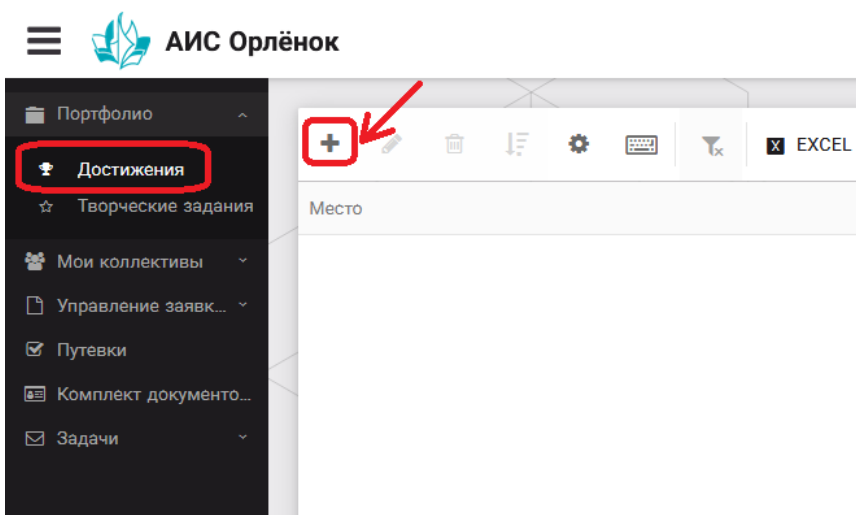 АИС Орлёнок
Портфолио
Достижения
Творческие задания
Мои коллективы
Управление заявк...
Путевки
Комплект документо...
Задачи
EXCEL
Место